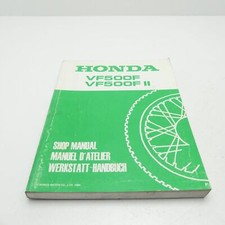 HONDA
VF500F
VF500F II
SHOP MANUAL
MANUEL D'ATELIER
WERKSTATT-HANDBUCH